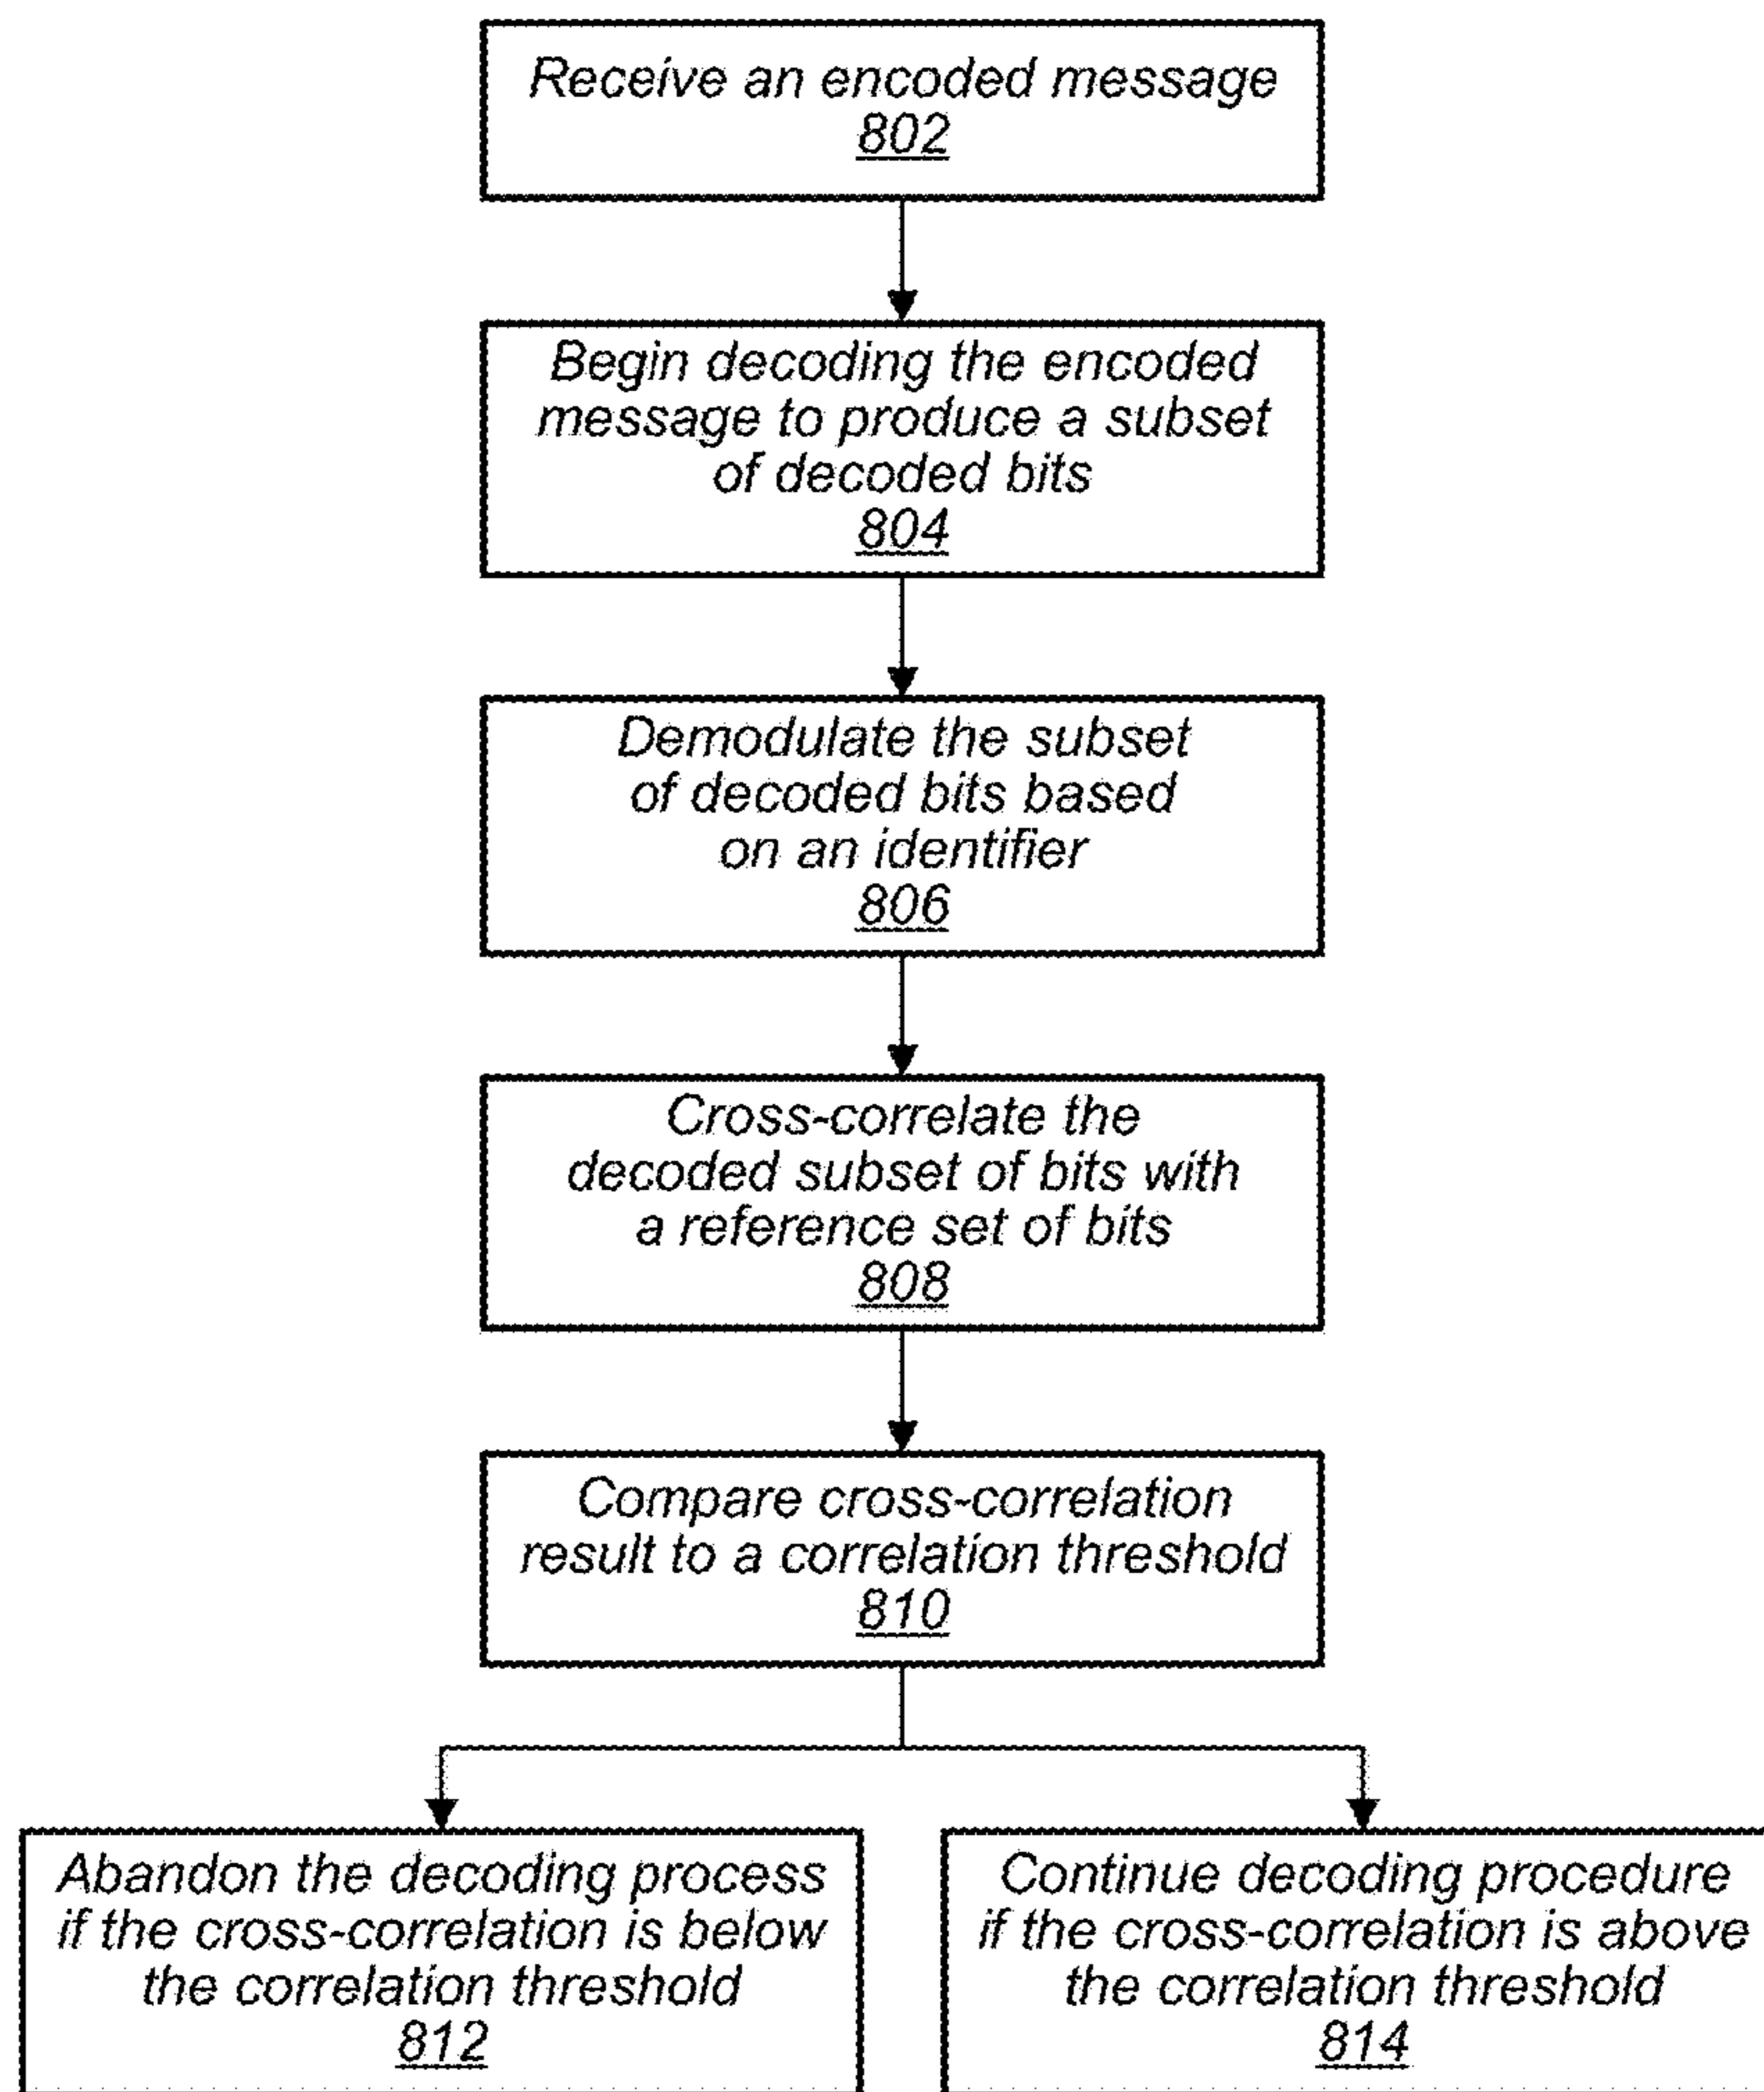 Receive an encoded message
802
Begin decoding the encoded
message to produce a subset
of decoded bits
804
Demodulate the subset
of decoded bits based
on an identifier
806
Cross-correlate the
decoded subset of bits with
a reference set of bits
808
Compare cross-correlation
result to a correlation threshold
810
Abandon the decoding process
if the cross-correlation is below
the correlation threshold
812
Continue decoding procedure
if the cross-correlation is above
the correlation threshold
814